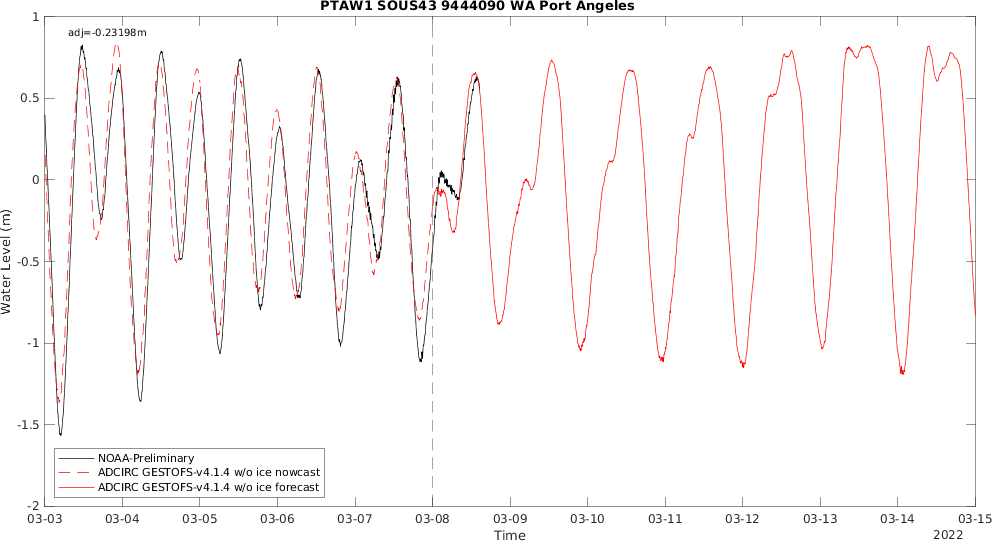 PTAW1 SOUS43 9444090 WA Port Angeles
adj=-0.23198m
1
0.5
0
-0.5
-1
-1.5
-2
Water Level (m)
NOAA-Preliminary
ADCIRC GESTOFS-v4.1.4 w/o ice nowcast
ADCIRC GESTOFS-v4.1.4 w/o ice forecast
03-03 03-04 03-05 03-06 03-07 03-08 03-09 03-10 03-11 03-12 03-13 03-14 03-15
Time
2022